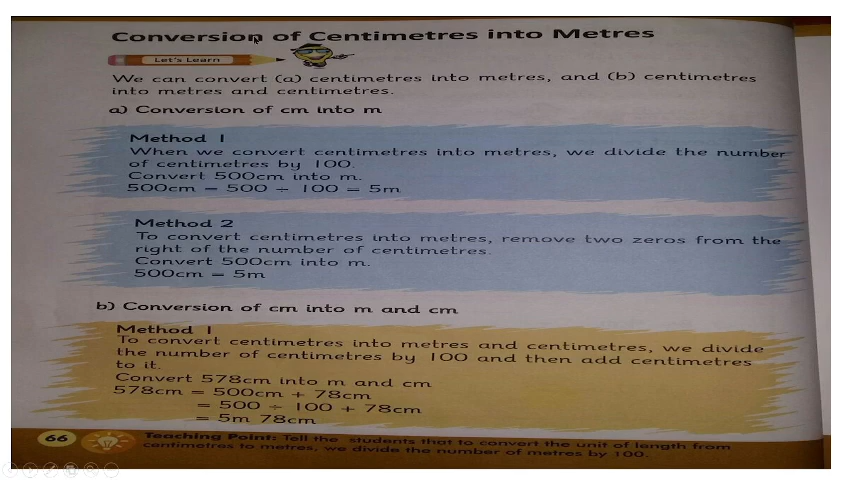 Conversion of Centimetres into Metres
Let's Learn
We can convert (a) centimetres into metres, and (b) centimetres
into metres and centimetres.
a) Conversion of cm into m
Method 1
When we convert centimetres into metres, we divide the number
of centimetres by 100.
Convert 500cm into m.
500cm = 500 ÷ 100 = 5m
Method 2
To convert centimetres into metres, remove two zeros from the
right of the number of centimetres.
Convert 500cm into m.
500cm = 5m
b) Conversion of cm into m and cm
Method 1
To convert centimetres into metres and centimetres, we divide
the number of centimetres by 100 and then add centimetres
to it.
Convert 578cm into m and cm
578cm = 500cm + 78cm
= 500 ÷ 100 + 78cm
= 5m 78cm
66
Teaching Point: Tell the students that to convert the unit of length from
centimetres to metres, we divide the number of metres by 100.